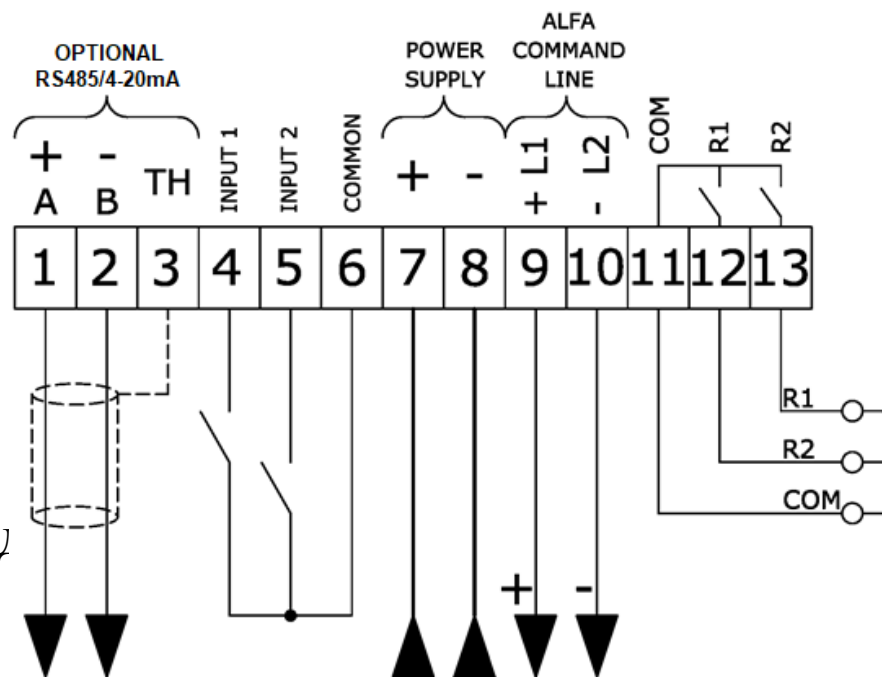 OPTIONAL
RS485/4-20mA
POWER
SUPPLY
ALFA
COMMAND
LINE
+
A
-
B
TH
INPUT 1
INPUT 2
COMMON
+
-
+ L1
- L2
COM
R1
R2
1 2 3 4 5 6 7 8 9 10 11 12 13
R1
R2
COM
+ -